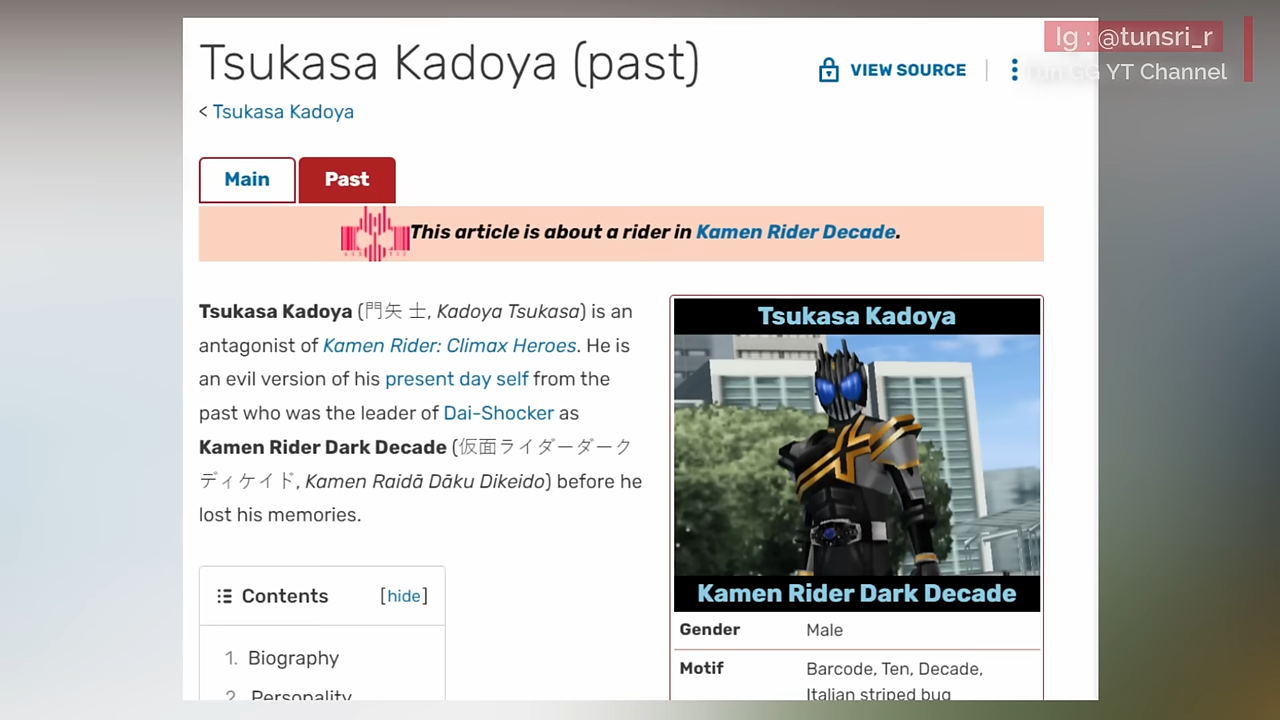 Ig : @tunsri_r
Tun GG YT Channel
Tsukasa Kadoya (past)
VIEW SOURCE
< Tsukasa Kadoya
Main
Past
This article is about a rider in Kamen Rider Decade.
Tsukasa Kadoya (門矢 士, Kadoya Tsukasa) is an
antagonist of Kamen Rider: Climax Heroes. He is
an evil version of his present day self from the
past who was the leader of Dai-Shocker as
Kamen Rider Dark Decade (仮面ライダーダーク
ディケイド, Kamen Raidā Dāku Dikeido) before he
lost his memories.
Contents [hide]
1. Biography
2. Personality
Tsukasa Kadoya
Kamen Rider Dark Decade
Gender Male
Motif Barcode, Ten, Decade,
Italian striped bug